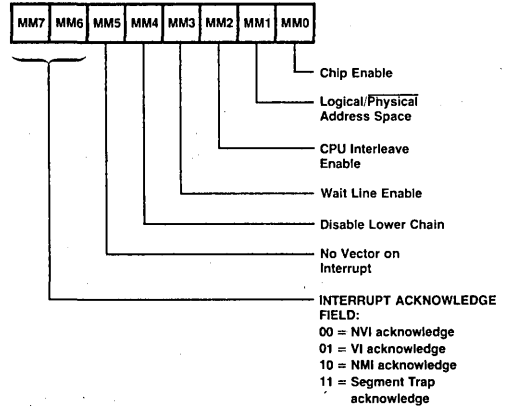 MM7 MM6 MM5 MM4 MM3 MM2 MM1 MM0
Chip Enable
Logical/Physical
Address Space
CPU Interleave
Enable
Wait Line Enable
Disable Lower Chain
No Vector on
Interrupt
INTERRUPT ACKNOWLEDGE
FIELD:
00 = NVI acknowledge
01 = VI acknowledge
10 = NMI acknowledge
11 = Segment Trap
acknowledge